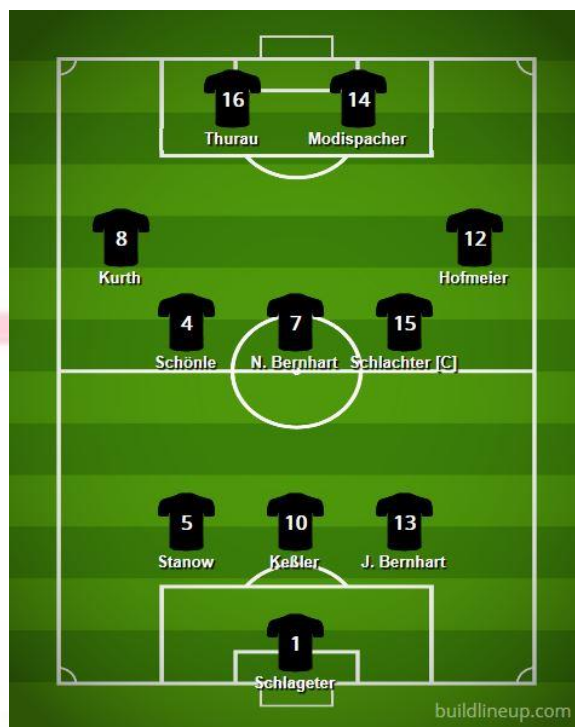 16
14
Thurau
Modispacher
8
12
Kurth
Hofmeier
4
7
15
Schönle
N. Bernhart
Schlachter [C]
5
10
13
Stanow
Keßler
J. Bernhart
1
Schlageter
buildlineup.com